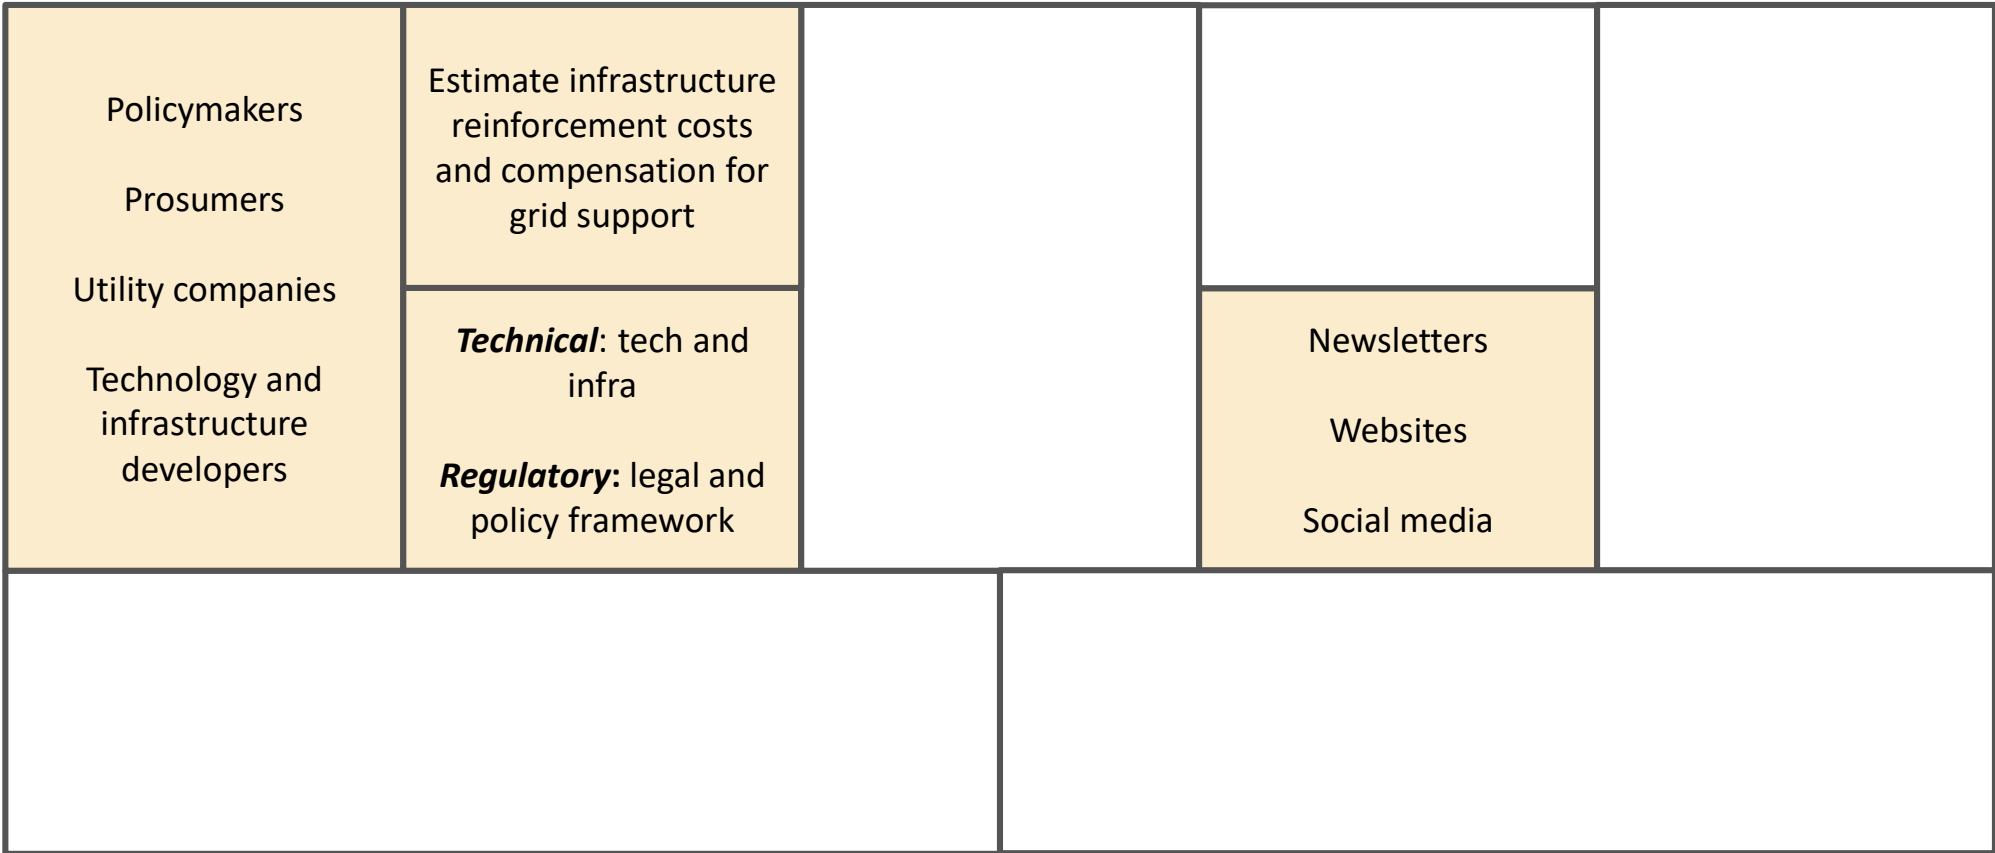 Policymakers
Prosumers
Utility companies
Technology and
infrastructure
developers
Estimate infrastructure
reinforcement costs
and compensation for
grid support
Technical: tech and
infra
Regulatory: legal and
policy framework
Newsletters
Websites
Social media